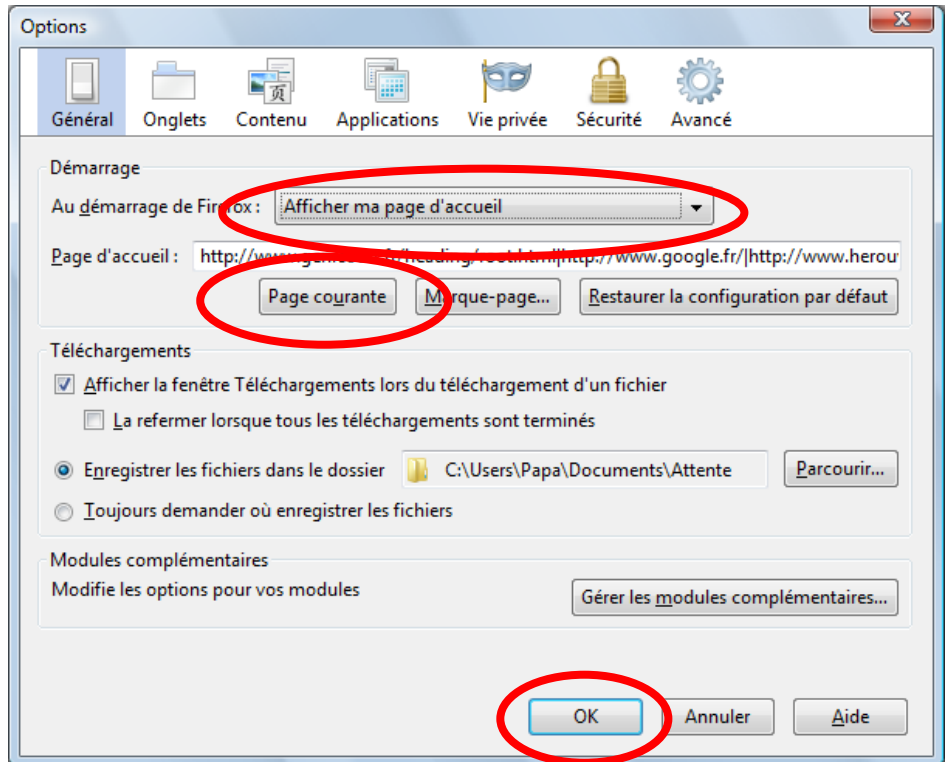 Options
Général Onglets Contenu Applications Vie privée Sécurité Avancé
Démarrage
Au démarrage de Firefox : Afficher ma page d'accueil
Page d'accueil : http://www.google.fr/|http://www.herou
Page courante Marque-page... Restaurer la configuration par défaut
Téléchargements
Afficher la fenêtre Téléchargements lors du téléchargement d'un fichier
La refermer lorsque tous les téléchargements sont terminés
Enregistrer les fichiers dans le dossier C:\Users\Papa\Documents\Attente Parcourir...
Toujours demander où enregistrer les fichiers
Modules complémentaires
Modifie les options pour vos modules
Gérer les modules complémentaires...
OK Annuler Aide